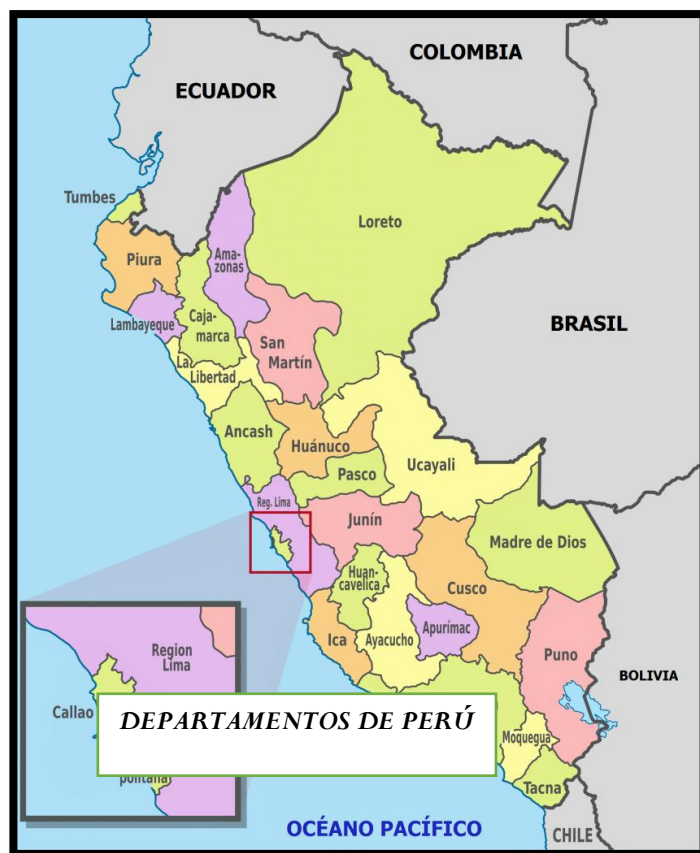 COLOMBIA
ECUADOR
Tumbes
Loreto
Piura
Ama-
zonas
BRASIL
Lambayeque
Caja-
marca
San
Martín
La
Libertad
Ancash
Huánuco
Ucayali
Pasco
Reg. Lima
Junín
Madre de Dios
Huan-
cavelica
Cusco
Ica
Ayacucho
Apurímac
Puno
Region
Lima
BOLIVIA
Callao
DEPARTAMENTOS DE PERÚ
Moquegua
politana
Tacna
OCÉANO PACÍFICO
CHILE